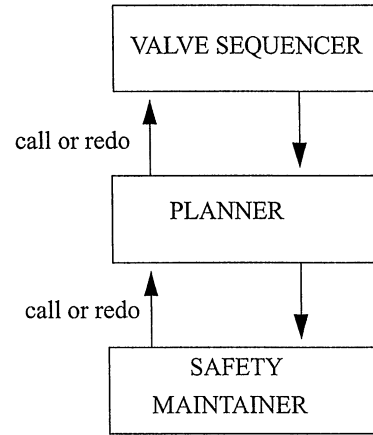 VALVE SEQUENCER
call or redo
PLANNER
call or redo
SAFETY
MAINTAINER